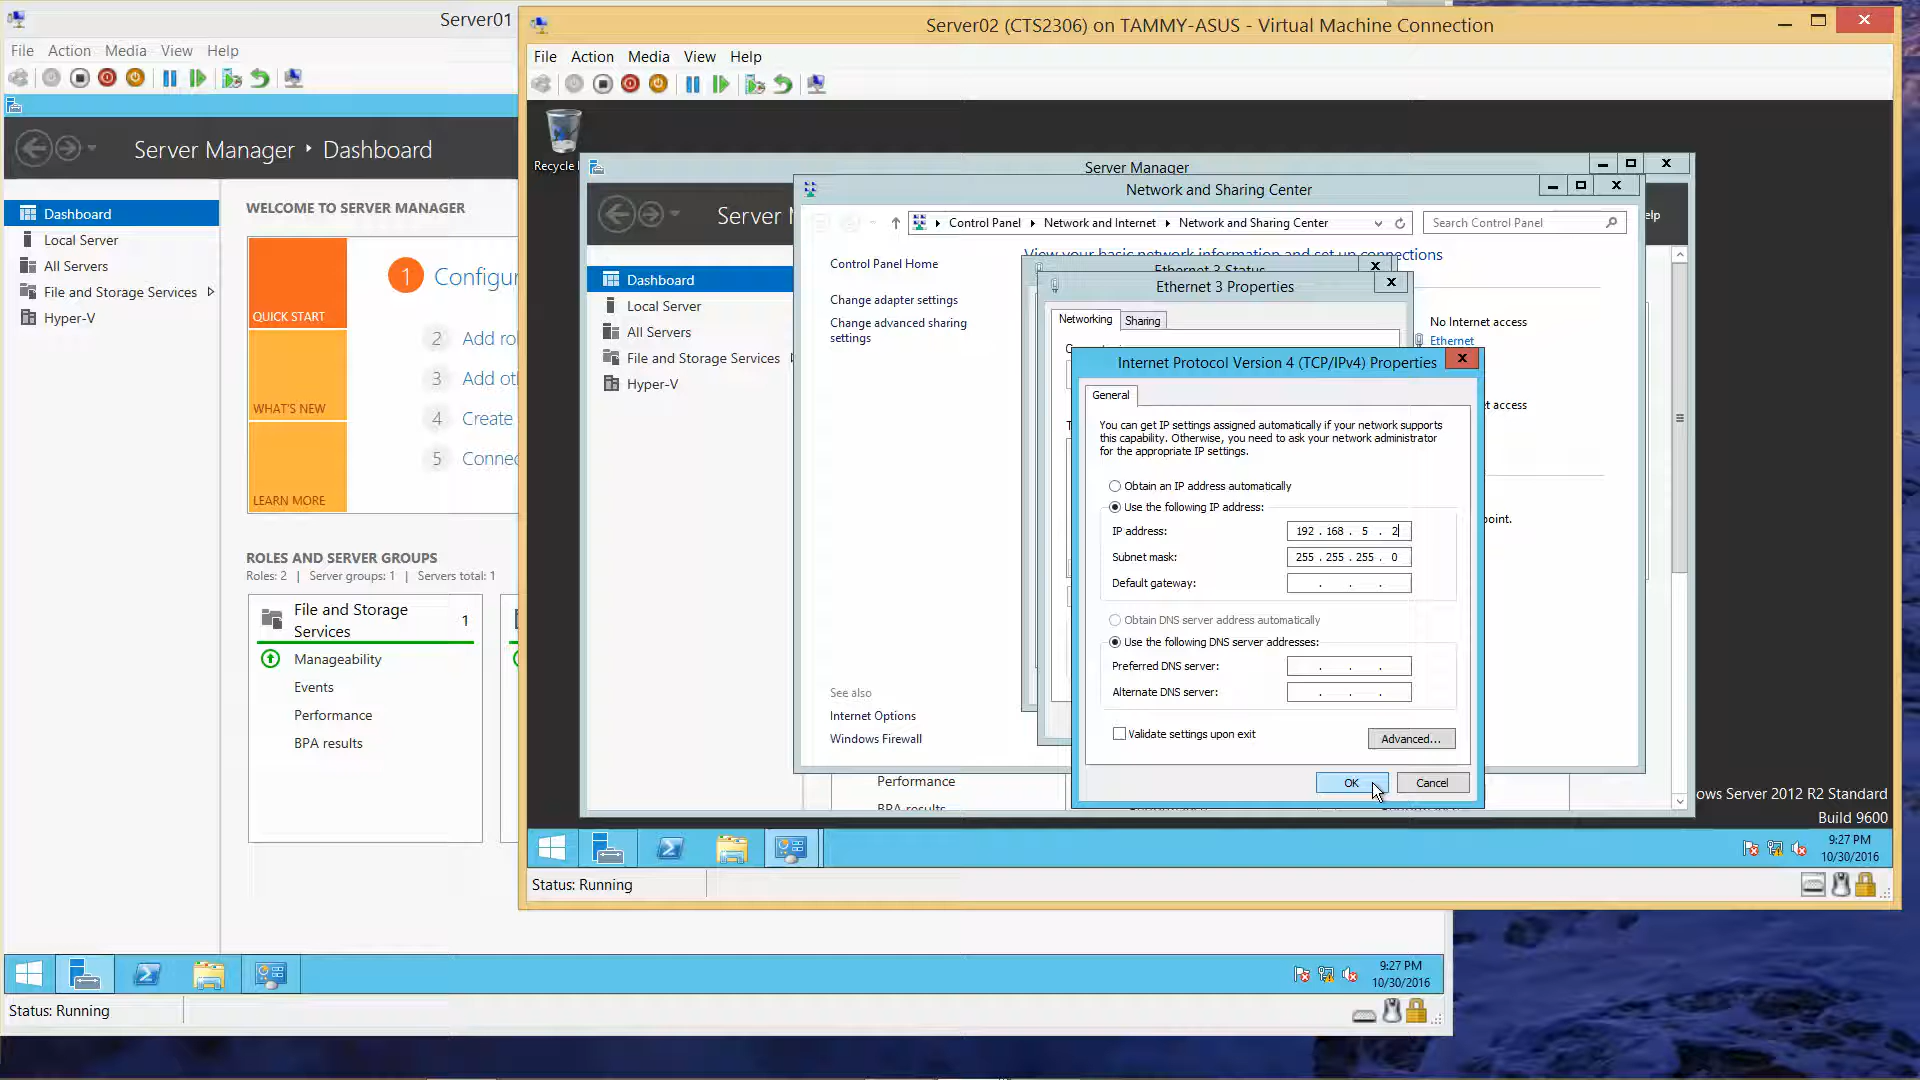 Server01
File Action Media View Help
Server Manager • Dashboard
Dashboard
Local Server
All Servers
File and Storage Services
Hyper-V
WELCOME TO SERVER MANAGER
QUICK START
WHAT'S NEW
LEARN MORE
1
2 Add
3 Add
4 Create
5
ROLES AND SERVER GROUPS
Roles: 2 | Server groups: 1 | Servers total: 1
File and Storage
Services 1
Manageability
Events
Performance
BPA results
9:27 PM
10/30/2016
Status: Running
Server02 (CTS2306) on TAMMY-ASUS - Virtual Machine Connection
File Action Media View Help
Recycle
Server Manager
Server
Dashboard
Local Server
All Servers
File and Storage Services
Hyper-V
Performance
BPA results
Network and Sharing Center
Control Panel Network and Internet Network and Sharing Center
Search Control Panel
Control Panel Home
Change adapter settings
Change advanced sharing
settings
See also
Internet Options
Windows Firewall
View your basic network information and set up connections
No Internet access
Ethernet
access
Ethernet 3 Status
Ethernet 3 Properties
Networking Sharing
Internet Protocol Version 4 (TCP/IPv4) Properties
General
You can get IP settings assigned automatically if your network supports
this capability. Otherwise, you need to ask your network administrator
for the appropriate IP settings.
Obtain an IP address automatically
Use the following IP address:
IP address: 192 . 168 . 5 . 2
Subnet mask: 255 . 255 . 255 . 0
Default gateway: . . .
Obtain DNS server address automatically
Use the following DNS server addresses:
Preferred DNS server: . . .
Alternate DNS server: . . .
Validate settings upon exit
Advanced...
OK Cancel
Server 2012 R2 Standard
Build 9600
9:27 PM
10/30/2016
Status: Running